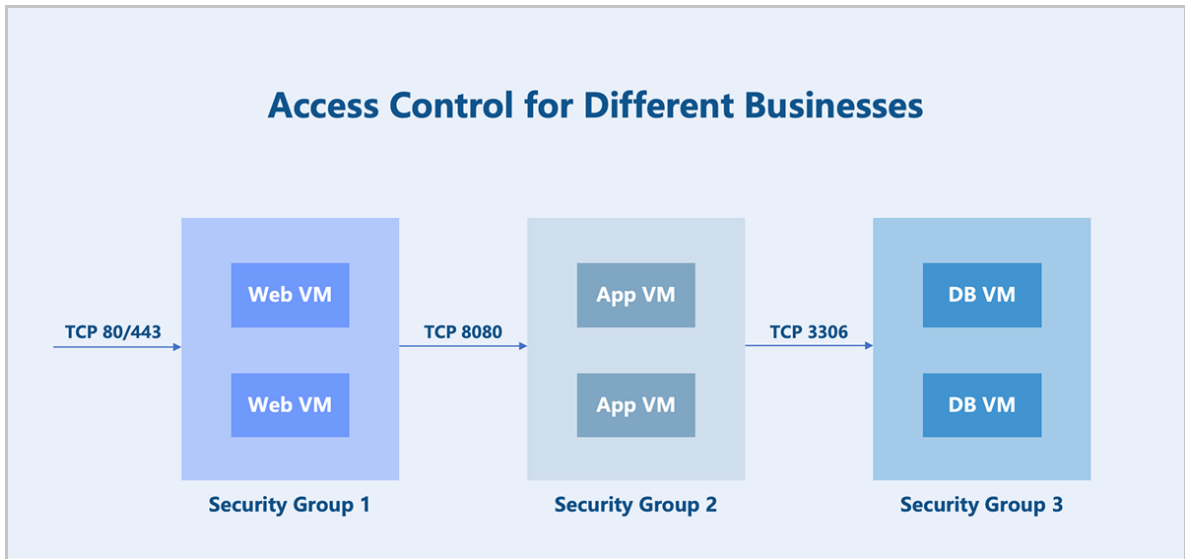 Access Control for Different Businesses
Web VM
App VM
DB VM
TCP 80/443
TCP 8080
TCP 3306
Web VM
App VM
DB VM
Security Group 1
Security Group 2
Security Group 3